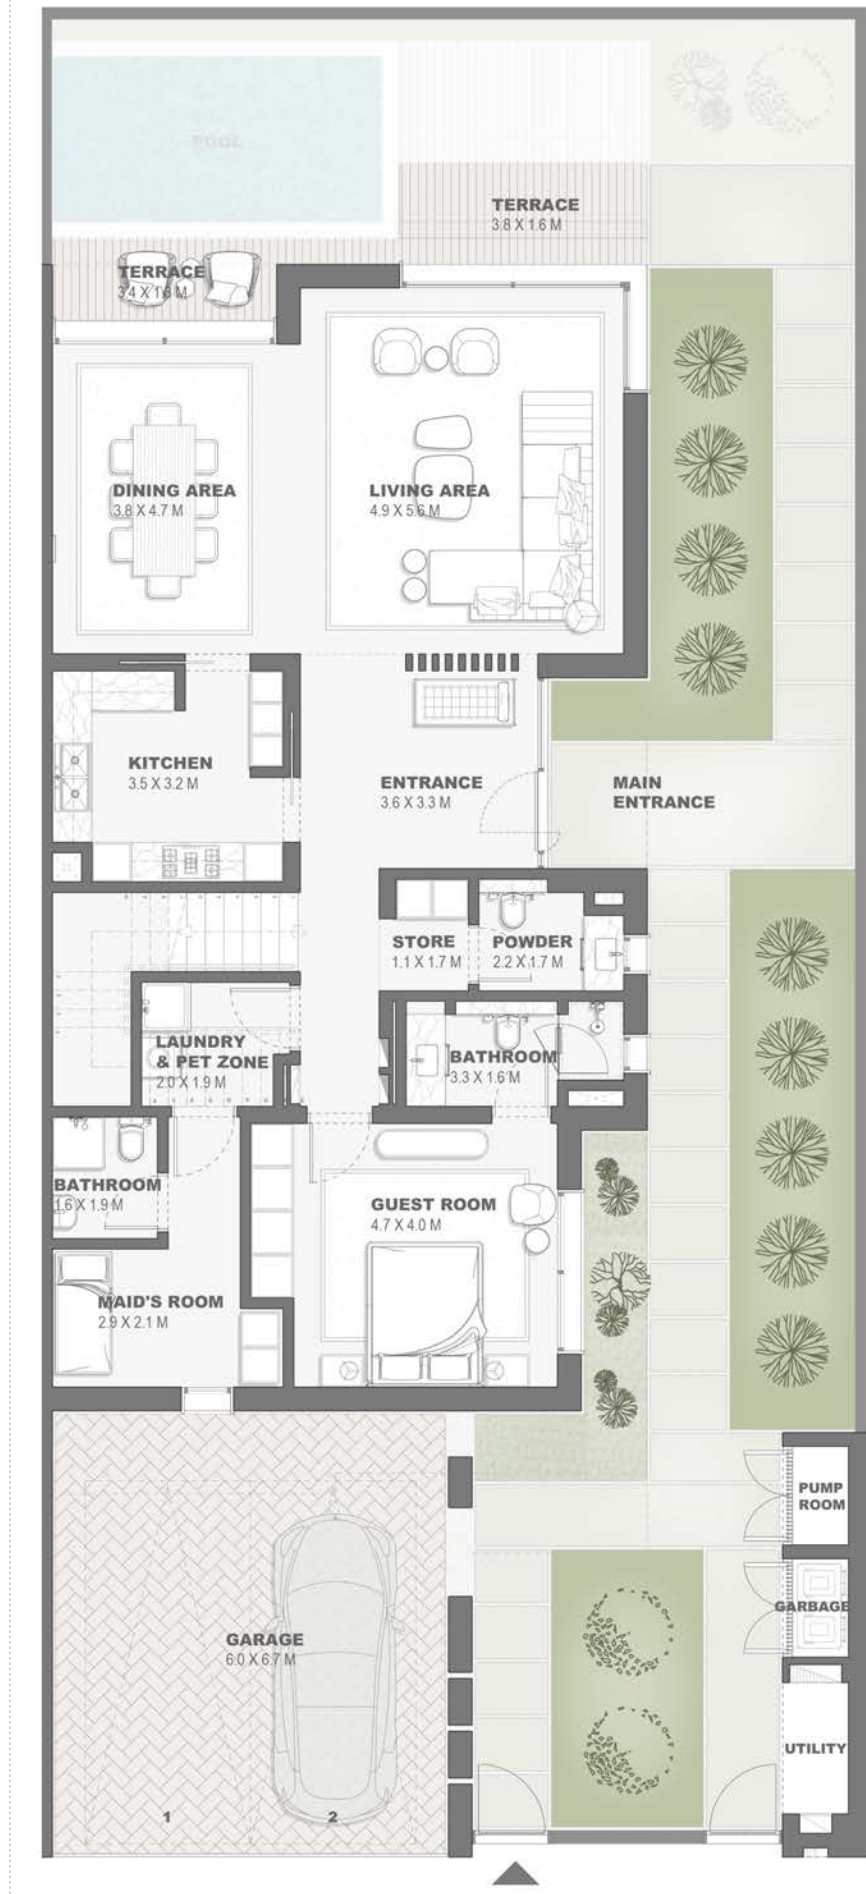 POOL
TERRACE
3.8 X 1.6 M
TERRACE
3.4 X 1.8 M
DINING AREA
3.8 X 4.7 M
LIVING AREA
4.9 X 5.6 M
KITCHEN
3.5 X 3.2 M
ENTRANCE
3.6 X 3.3 M
MAIN
ENTRANCE
STORE
1.1 X 1.7 M
POWDER
2.2 X 1.7 M
LAUNDRY
& PET ZONE
2.0 X 1.9 M
BATHROOM
3.3 X 1.6 M
BATHROOM
1.6 X 1.9 M
GUEST ROOM
4.7 X 4.0 M
MAID'S ROOM
2.9 X 2.1 M
PUMP
ROOM
GARBAGE
GARAGE
6.0 X 6.7 M
UTILITY
1
2